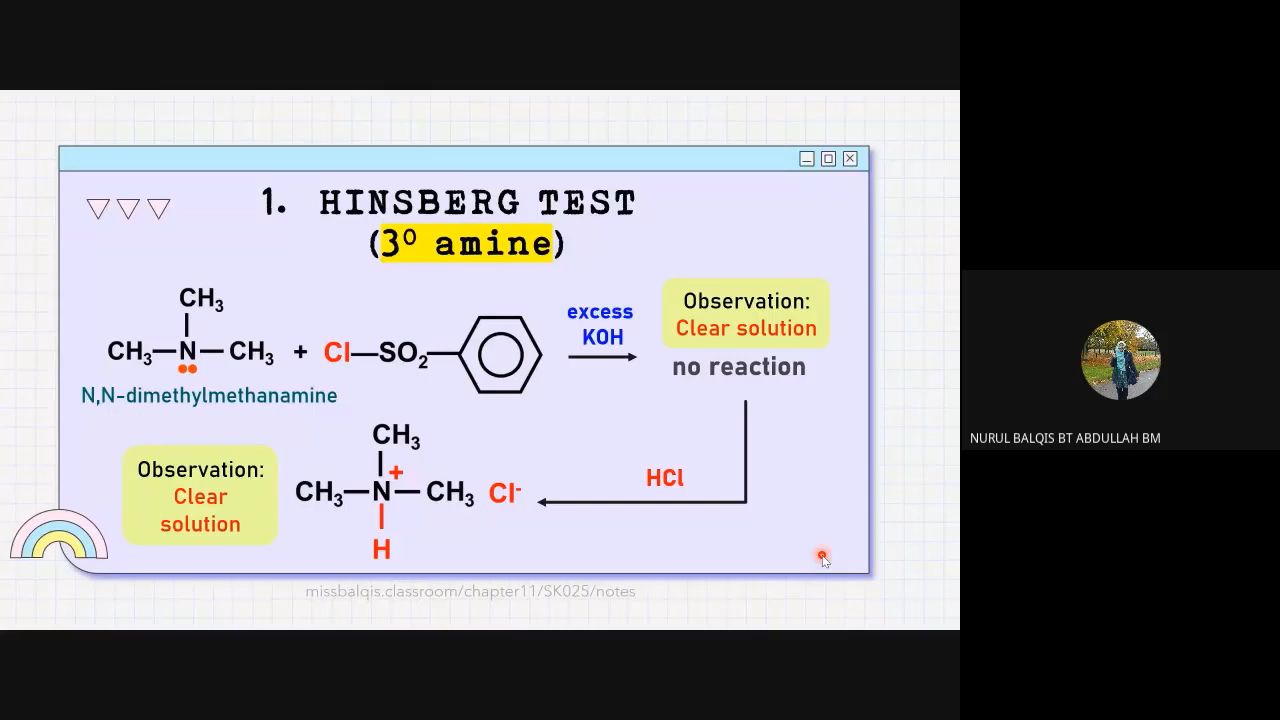 1. HINSBERG TEST
(3⁰ amine)
CH₃
CH₃—N—CH₃ + Cl—SO₂
excess
KOH
Observation:
Clear solution
no reaction
N,N-dimethylmethanamine
HCl
Observation:
Clear
solution
CH₃
+
CH₃—N—CH₃ Cl⁻
H
missbalqis.classroom/chapter11/SK025/notes
NURUL BALQIS BT ABDULLAH BM